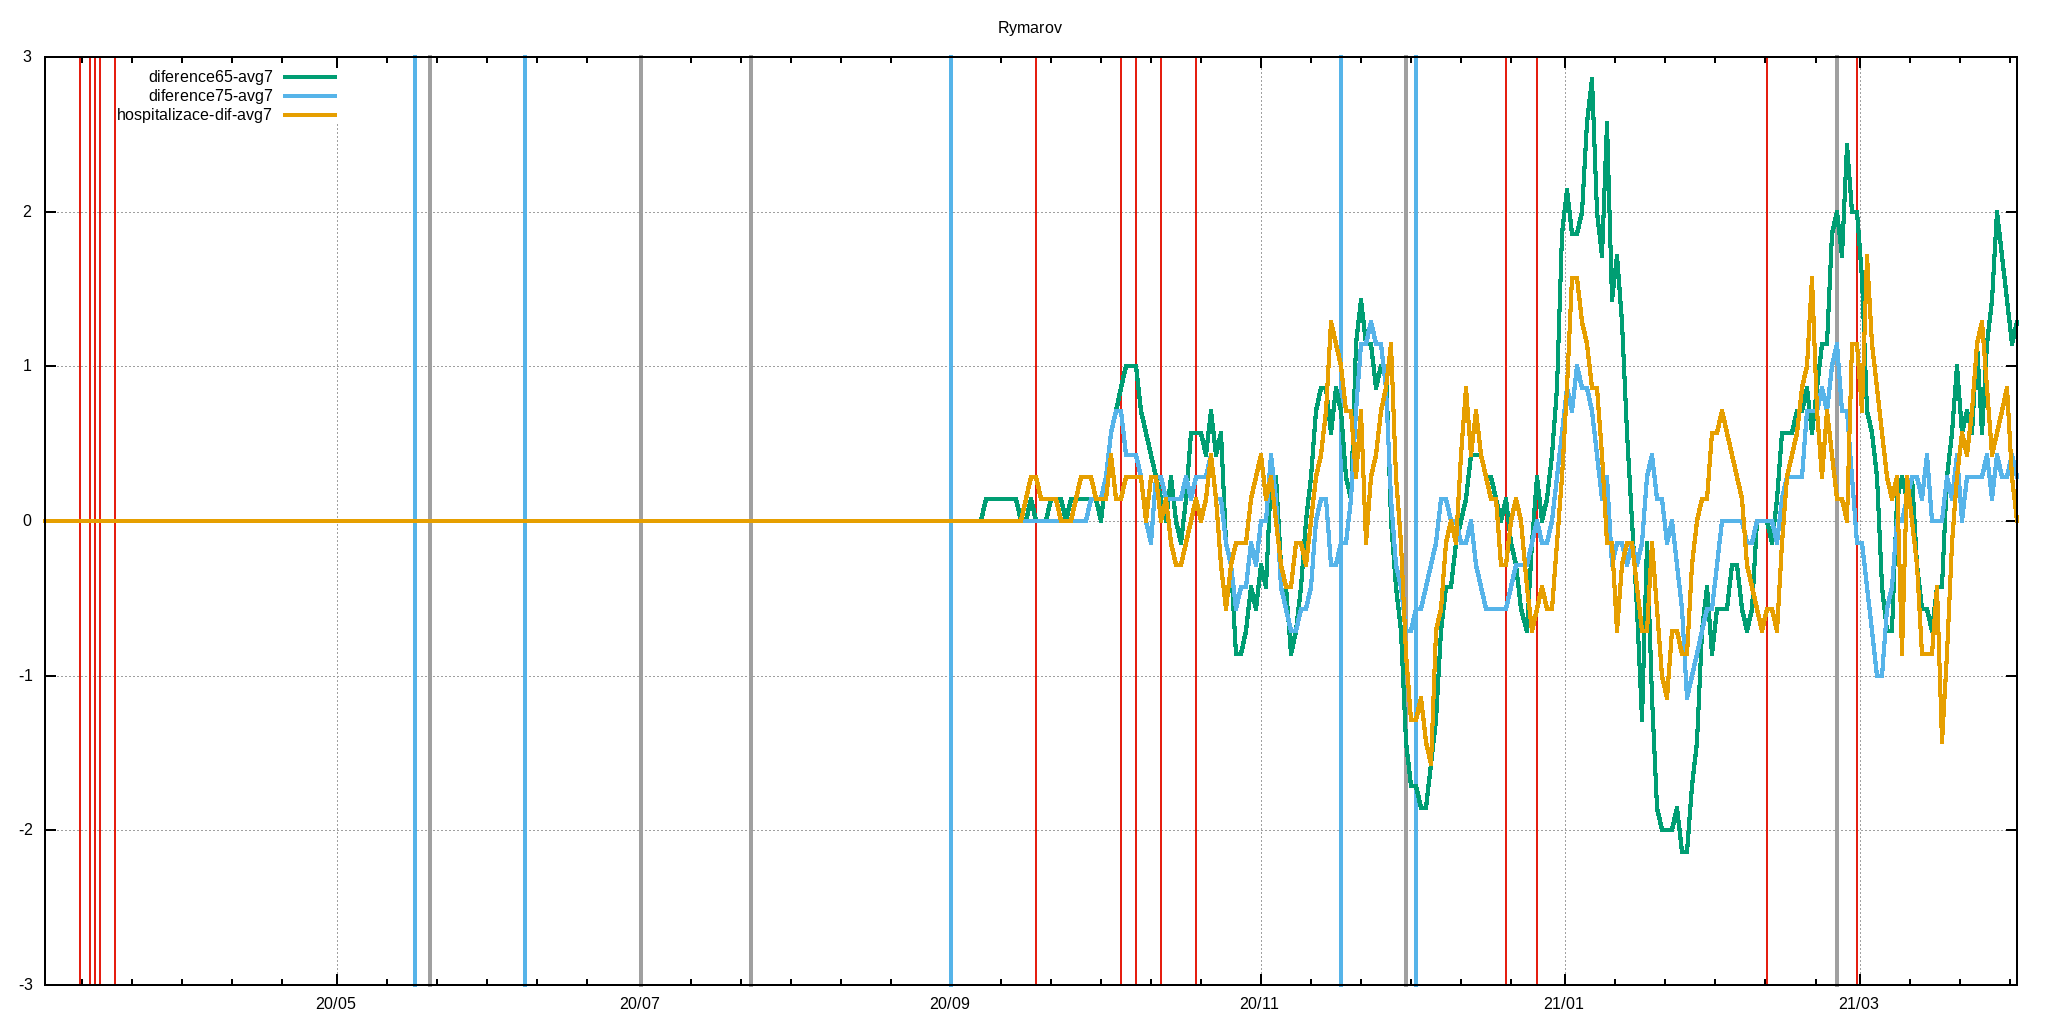 Rymarov
3
diference65-avg7
diference75-avg7
hospitalizace-dif-avg7
2
1
0
-1
-2
-3
20/05 20/07 20/09 20/11 21/01 21/03